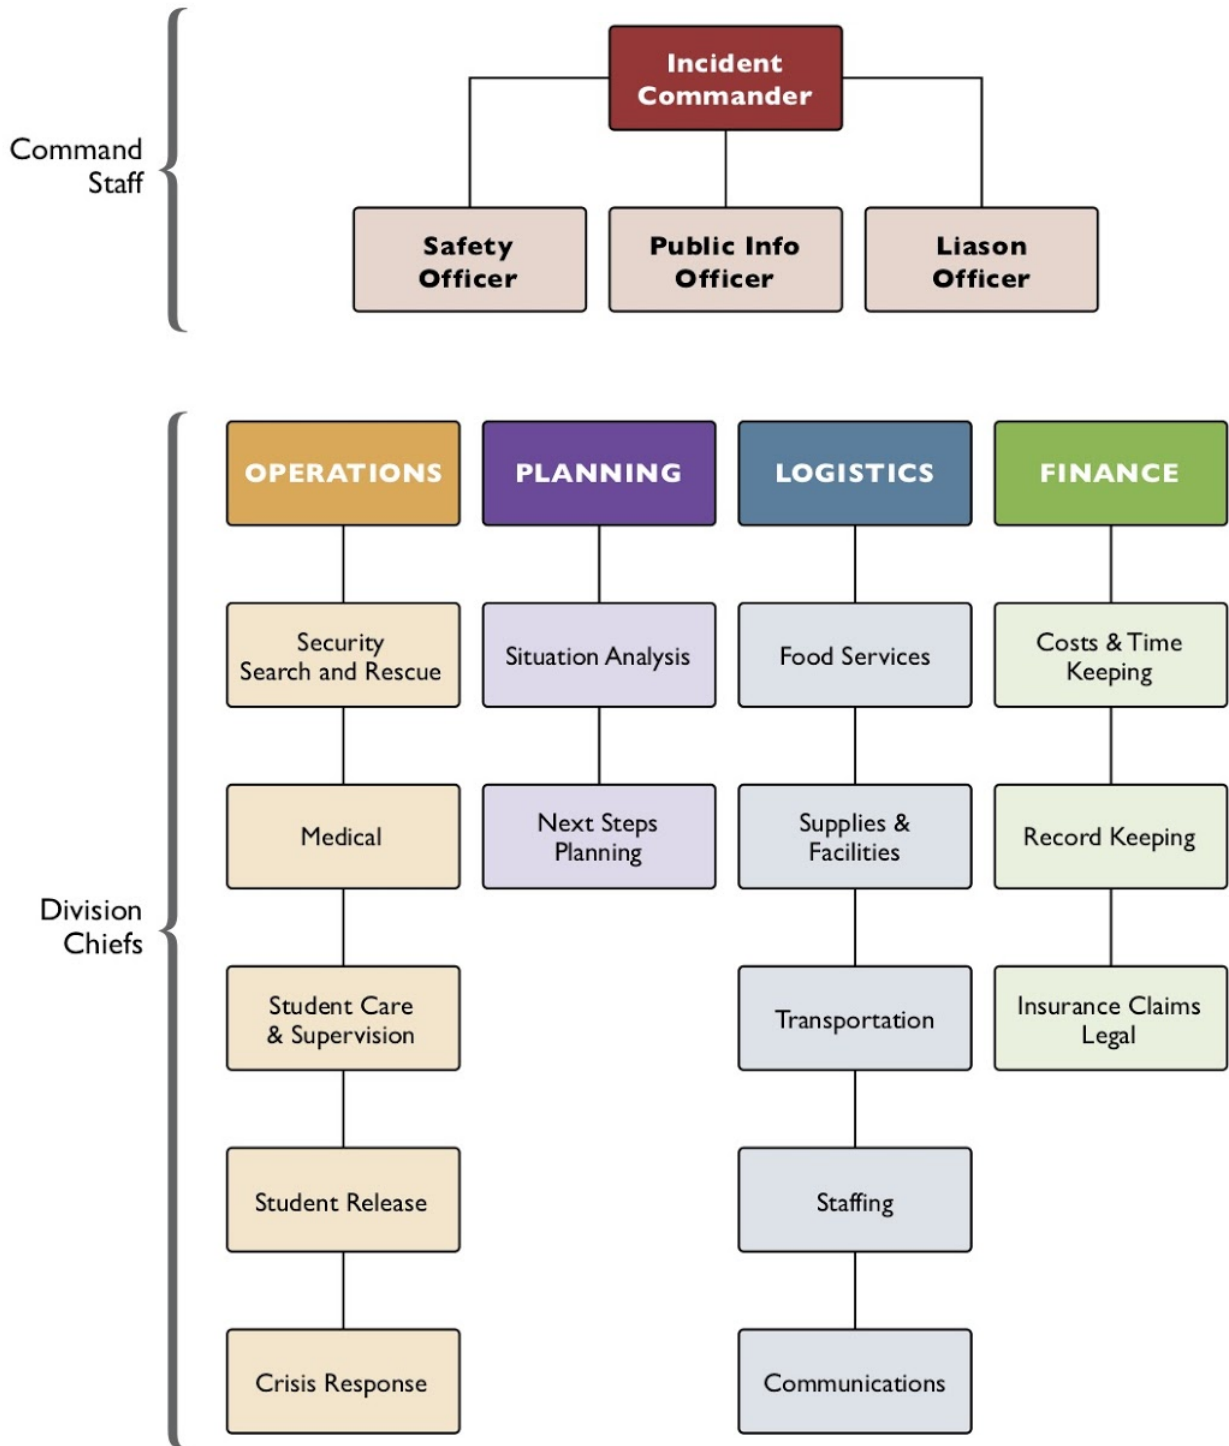 Incident
Commander
Command
Staff
Safety
Officer
Public Info
Officer
Liason
Officer
OPERATIONS
PLANNING
LOGISTICS
FINANCE
Security
Search and Rescue
Situation Analysis
Food Services
Costs & Time
Keeping
Medical
Next Steps
Planning
Supplies &
Facilities
Record Keeping
Division
Chiefs
Student Care
& Supervision
Transportation
Insurance Claims
Legal
Student Release
Staffing
Crisis Response
Communications